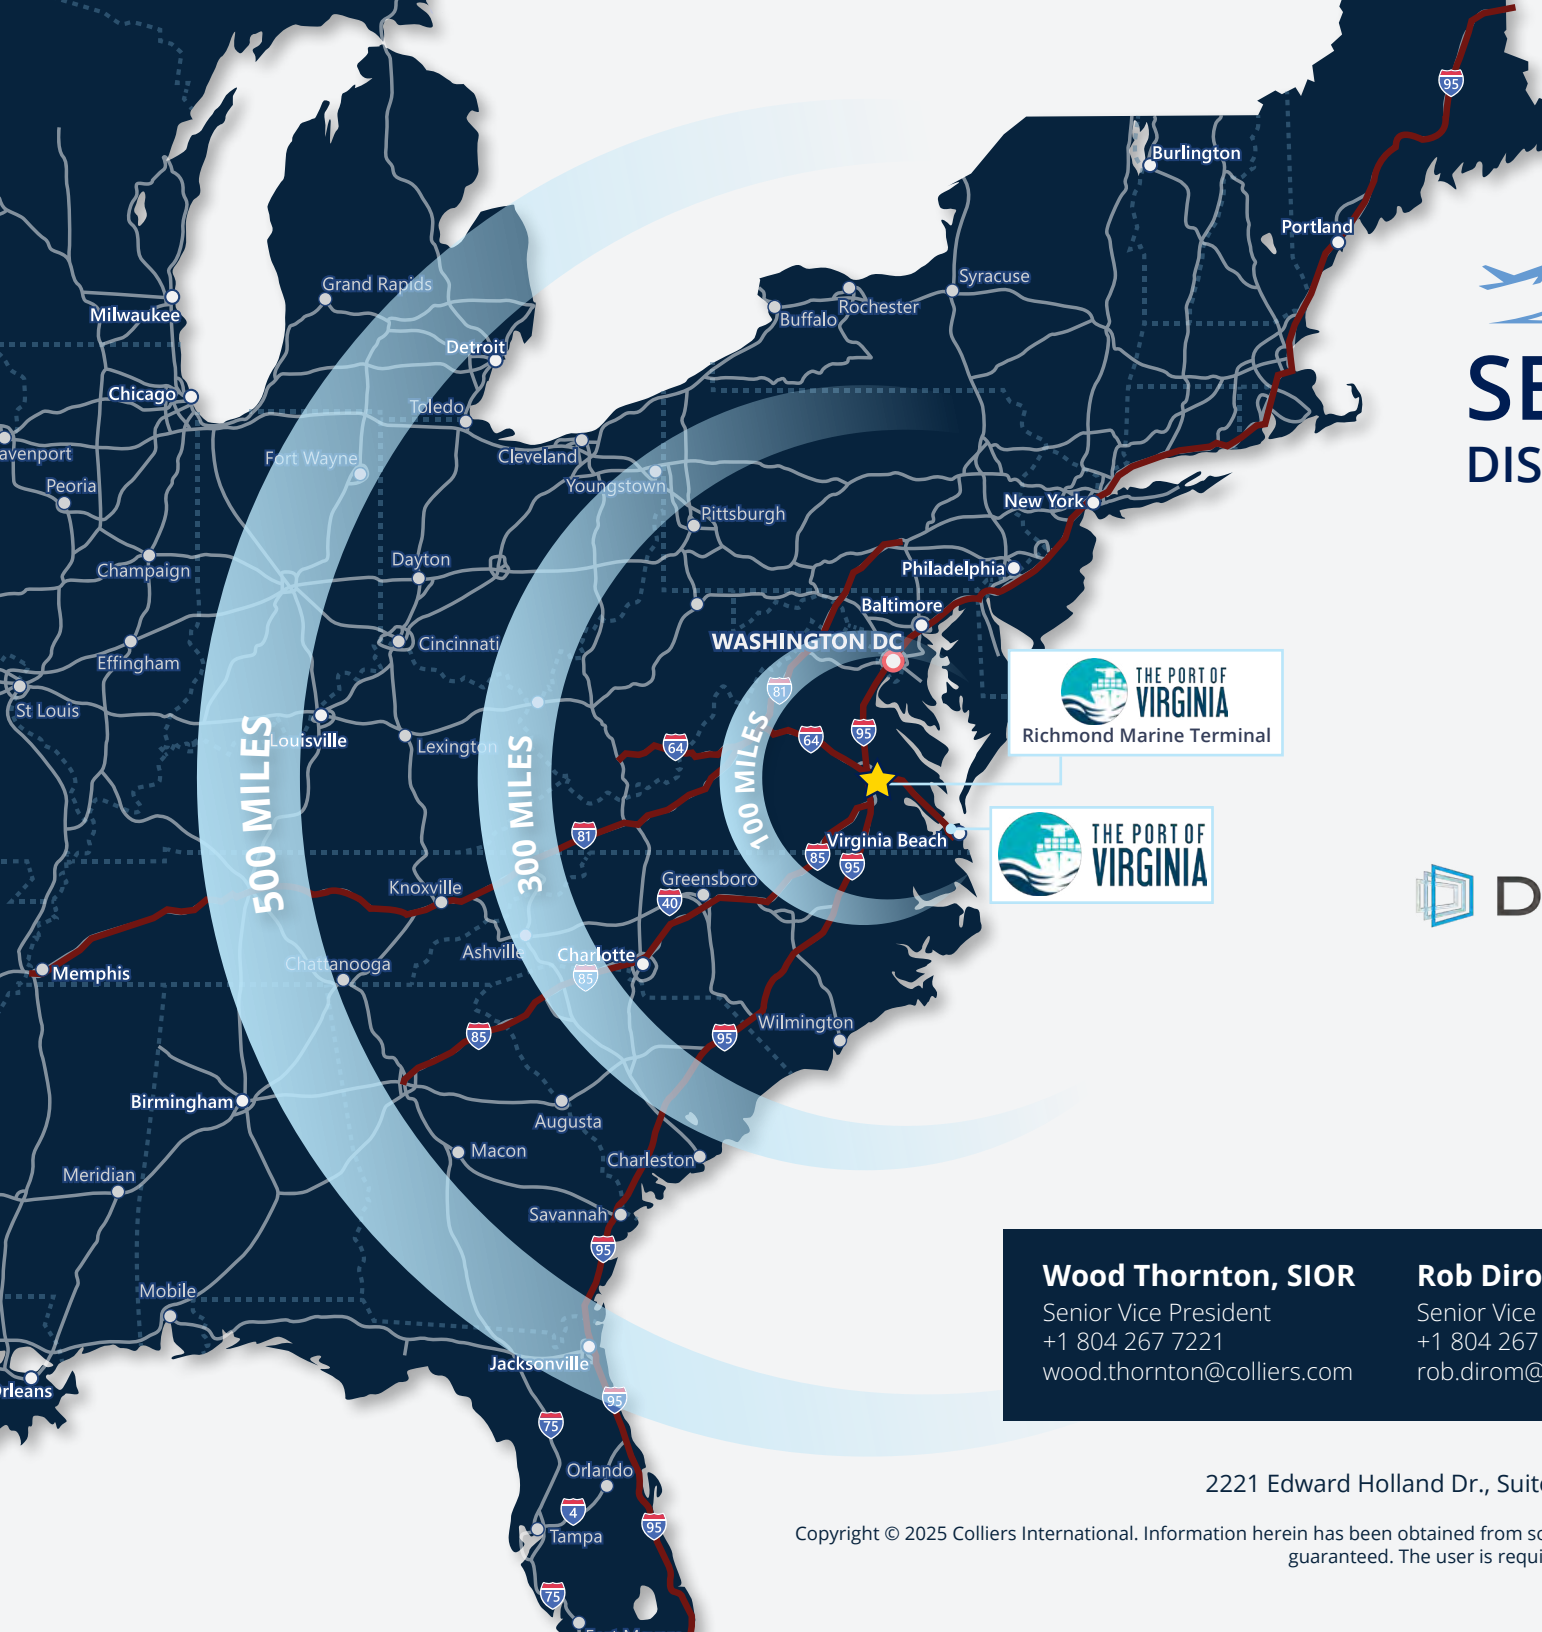 95
Burlington
Portland
Syracuse
Grand Rapids
Rochester
Buffalo
Milwaukee
Detroit
Chicago
Toledo
SE
DIS
avenport
Fort Wayne
Cleveland
Peoria
Youngstown
New York
Pittsburgh
Dayton
Champaign
Philadelphia
Baltimore
WASHINGTON DC
Cincinnati
Effingham
THE PORT OF
VIRGINIA
Richmond Marine Terminal
81
St Louis
Louisville
Lexington
64
64
95
500 MILES
300 MILES
100 MILES
81
Virginia Beach
85
95
THE PORT OF
VIRGINIA
Knoxville
Greensboro
40
D
Ashville
Charlotte
Chattanooga
85
Memphis
85
95
Wilmington
Birmingham
Augusta
Macon
Charleston
Meridian
Savannah
95
Mobile
Jacksonville
rleans
95
75
Orlando
4
Tampa
95
75
Wood Thornton, SIOR
Senior Vice President
+1 804 267 7221
wood.thornton@colliers.com
Rob Diro
Senior Vice
+1 804 267
rob.dirom@
2221 Edward Holland Dr., Suit
Copyright © 2025 Colliers International. Information herein has been obtained from so
guaranteed. The user is requi